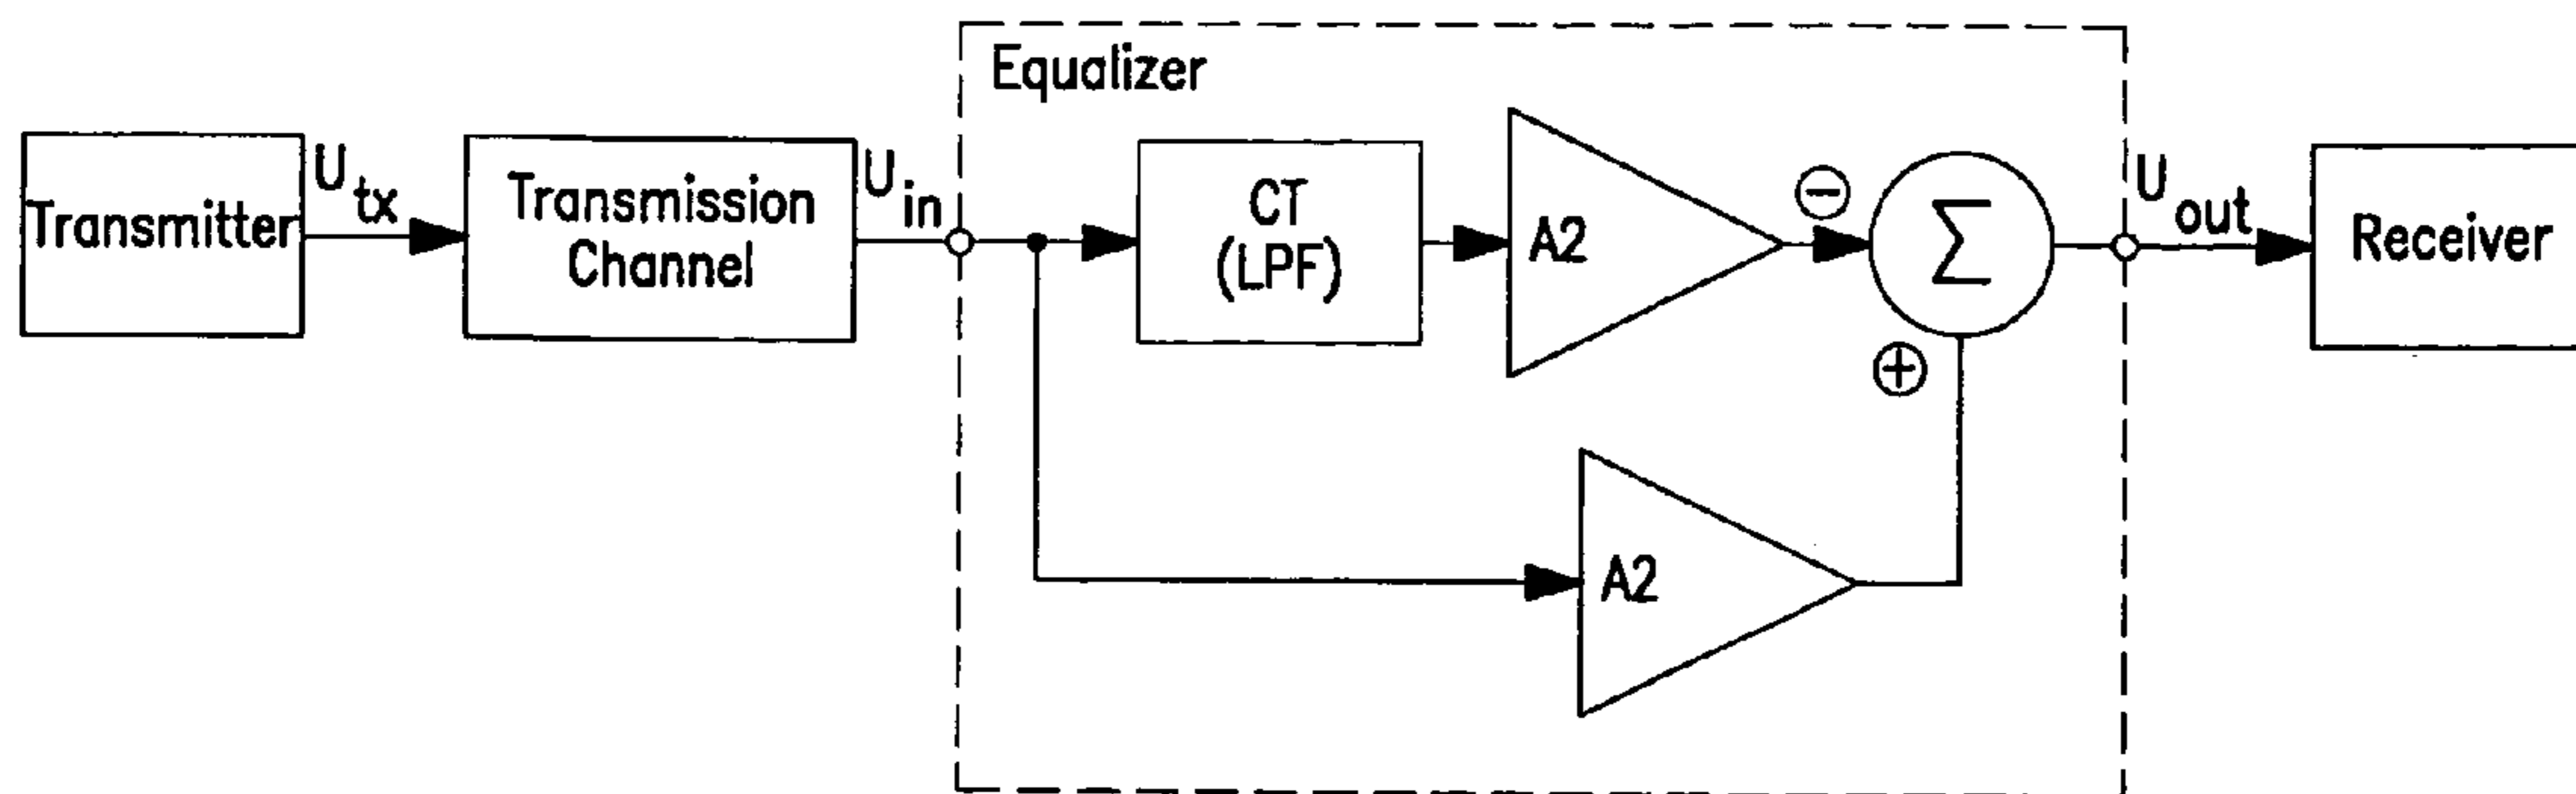 Equalizer
Transmitter
U tx
Transmission
Channel
U in
CT
(LPF)
A2
−
Σ
+
U out
Receiver
A2